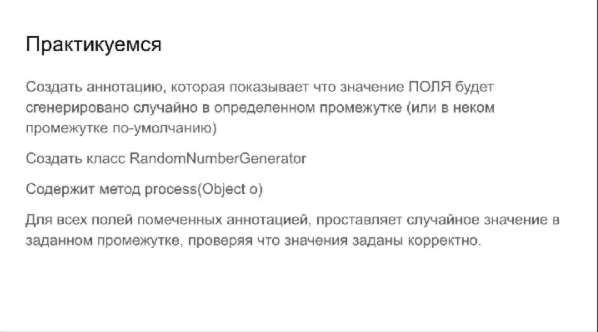 Практикуемся
Создать аннотацию, которая показывает что значение ПОЛЯ будет
сгенерировано случайно в определенном промежутке (или в неком
промежутке по-умолчанию)
Создать класс RandomNumberGenerator
Содержит метод process(Object o)
Для всех полей помеченных аннотацией, проставляет случайное значение в
заданном промежутке, проверяя что значения заданы корректно.